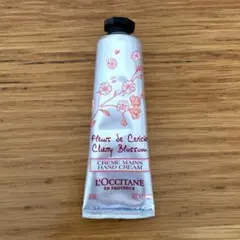 Fleurs de Cerisier
Cherry Blossom
CRÈME MAINS
HAND CREAM
L'OCCITANE
EN PROVENCE